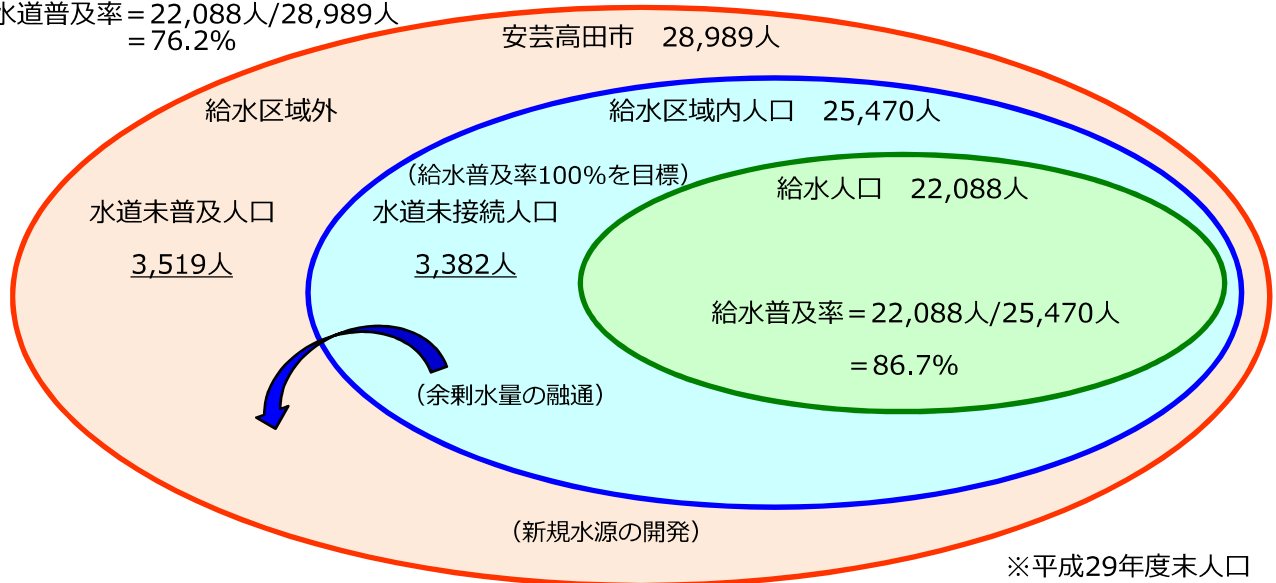 水道普及率＝22,088人/28,989人
＝76.2%
安芸高田市　28,989人
給水区域外
給水区域内人口　25,470人
（給水普及率100%を目標）
給水人口　22,088人
水道未普及人口
水道未接続人口
3,519人
3,382人
給水普及率＝22,088人/25,470人
＝86.7%
（余剰水量の融通）
（新規水源の開発）
※平成29年度末人口